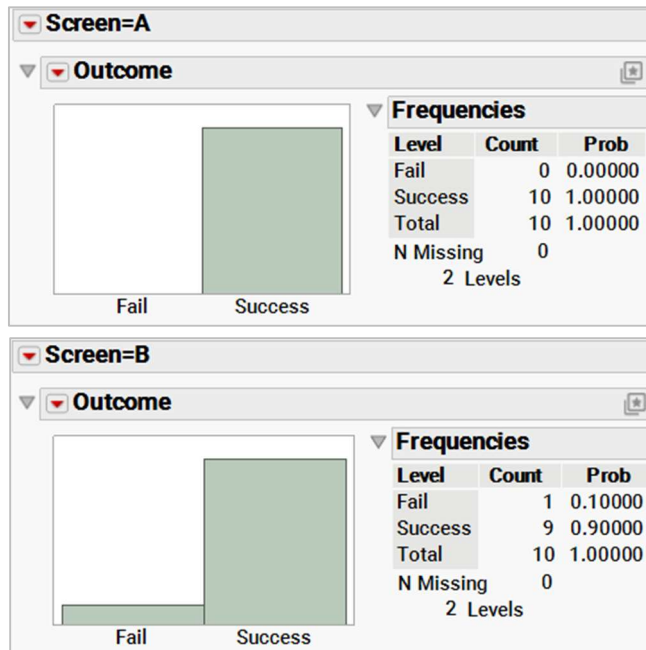 Screen=A
Outcome
Frequencies
Level Count Prob
Fail 0 0.00000
Success 10 1.00000
Total 10 1.00000
N Missing 0
2 Levels
Fail Success
Screen=B
Outcome
Frequencies
Level Count Prob
Fail 1 0.10000
Success 9 0.90000
Total 10 1.00000
N Missing 0
2 Levels
Fail Success